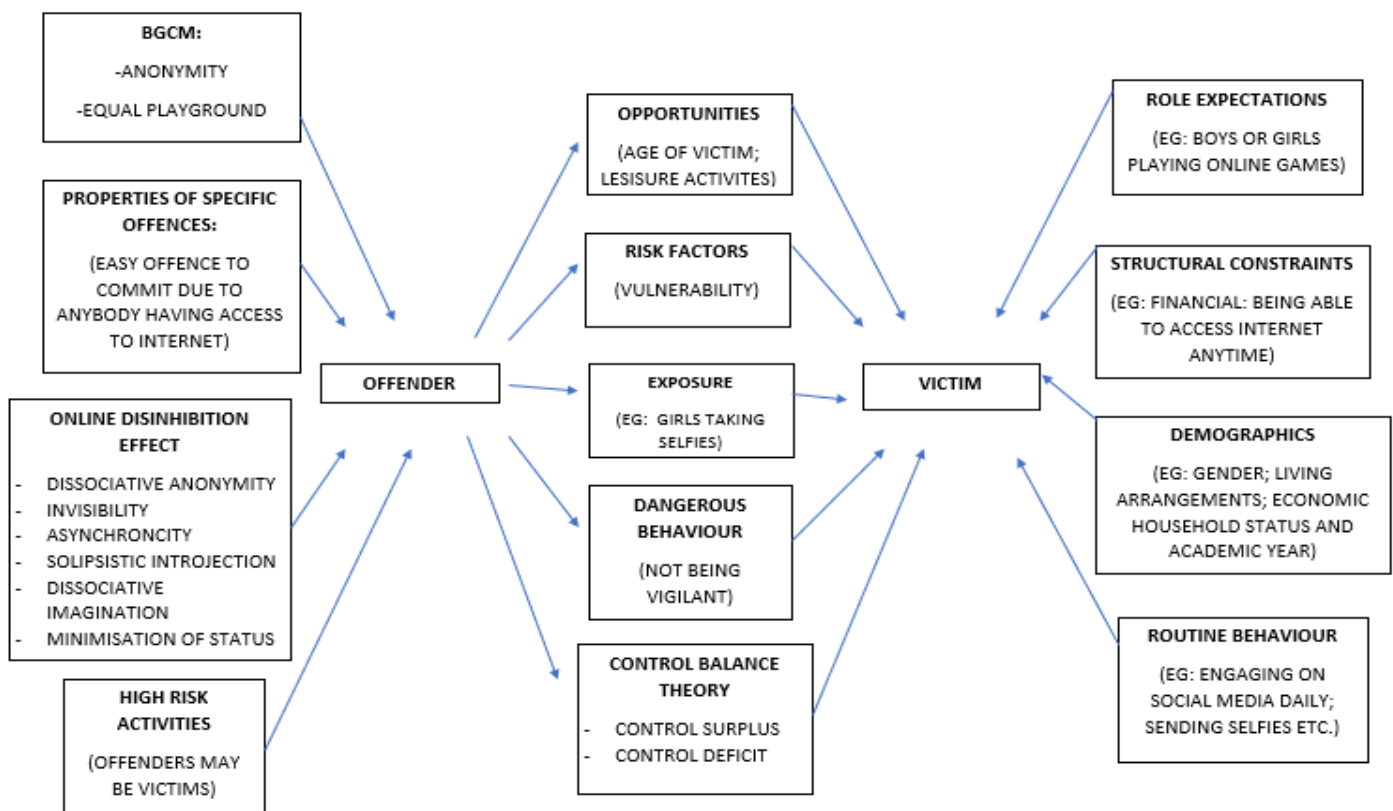 BGCM:
-ANONYMITY
-EQUAL PLAYGROUND
PROPERTIES OF SPECIFIC
OFFENCES:
(EASY OFFENCE TO
COMMIT DUE TO
ANYBODY HAVING ACCESS
TO INTERNET)
ONLINE DISINHIBITION
EFFECT
- DISSOCIATIVE ANONYMITY
- INVISIBILITY
- ASYNCHRONCITY
- SOLIPSISTIC INTROJECTION
- DISSOCIATIVE
IMAGINATION
- MINIMISATION OF STATUS
HIGH RISK
ACTIVITIES
(OFFENDERS MAY
BE VICTIMS)
OFFENDER
OPPORTUNITIES
(AGE OF VICTIM;
LESISURE ACTIVITES)
RISK FACTORS
(VULNERABILITY)
EXPOSURE
(EG: GIRLS TAKING
SELFIES)
DANGEROUS
BEHAVIOUR
(NOT BEING
VIGILANT)
CONTROL BALANCE
THEORY
- CONTROL SURPLUS
- CONTROL DEFICIT
VICTIM
ROLE EXPECTATIONS
(EG: BOYS OR GIRLS
PLAYING ONLINE GAMES)
STRUCTURAL CONSTRAINTS
(EG: FINANCIAL: BEING ABLE
TO ACCESS INTERNET
ANYTIME)
DEMOGRAPHICS
(EG: GENDER; LIVING
ARRANGEMENTS; ECONOMIC
HOUSEHOLD STATUS AND
ACADEMIC YEAR)
ROUTINE BEHAVIOUR
(EG: ENGAGING ON
SOCIAL MEDIA DAILY;
SENDING SELFIES ETC.)